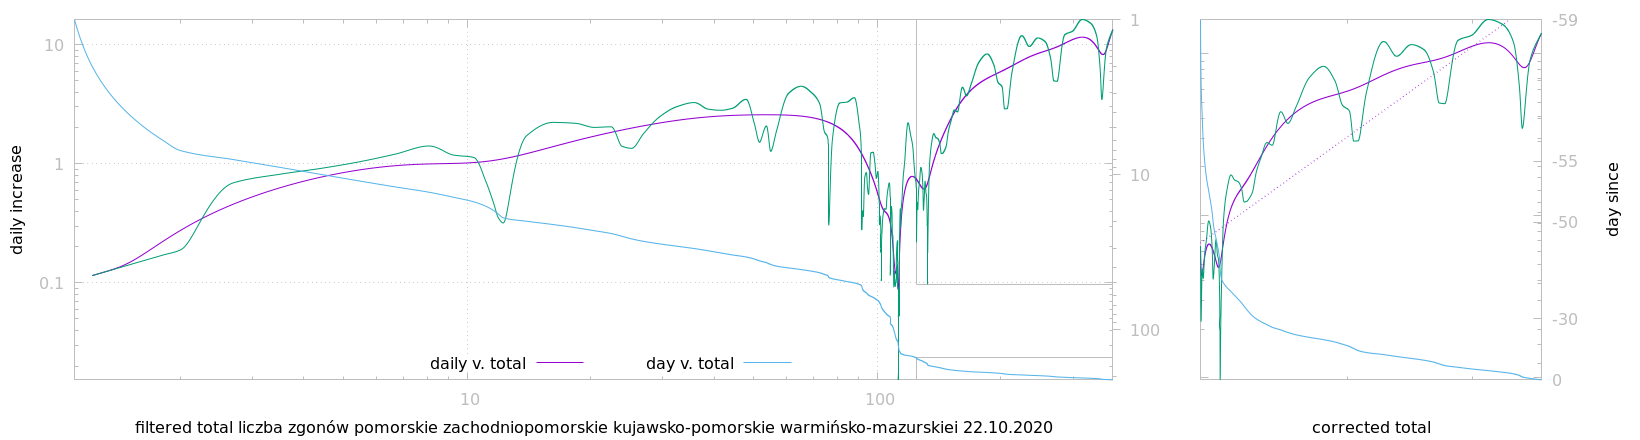 10
1
0.1
daily increase
daily v. total
day v. total
10
100
1
10
100
filtered total liczba zgonów pomorskie zachodniopomorskie kujawsko-pomorskie warmińsko-mazurskiei 22.10.2020
-59
-55
-50
-30
0
day since
corrected total